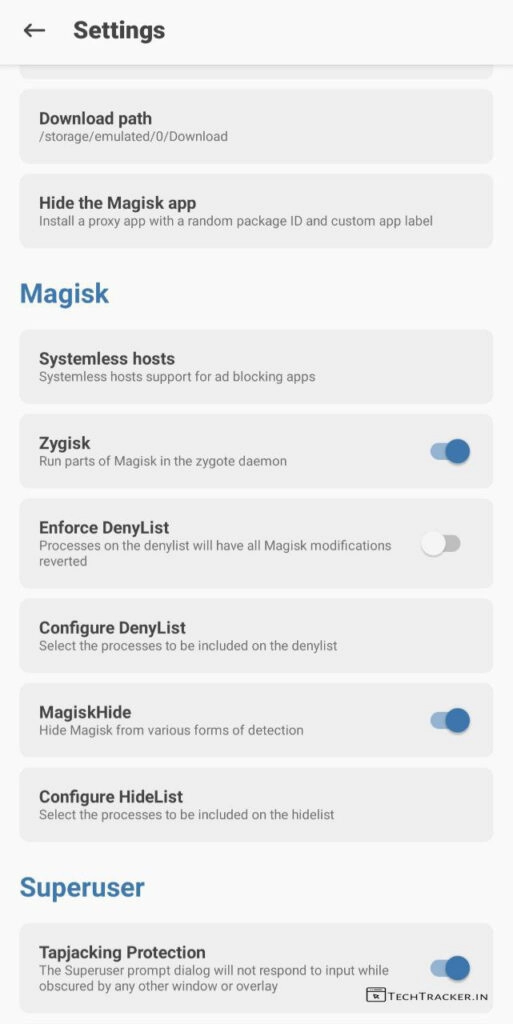 Settings
Download path
/storage/emulated/0/Download
Hide the Magisk app
Install a proxy app with a random package ID and custom app label
Magisk
Systemless hosts
Systemless hosts support for ad blocking apps
Zygisk
Run parts of Magisk in the zygote daemon
Enforce DenyList
Processes on the denylist will have all Magisk modifications
reverted
Configure DenyList
Select the processes to be included on the denylist
MagiskHide
Hide Magisk from various forms of detection
Configure HideList
Select the processes to be included on the hidelist
Superuser
Tapjacking Protection
The Superuser prompt dialog will not respond to input while
obscured by any other window or overlay
TECHTRACKER.IN